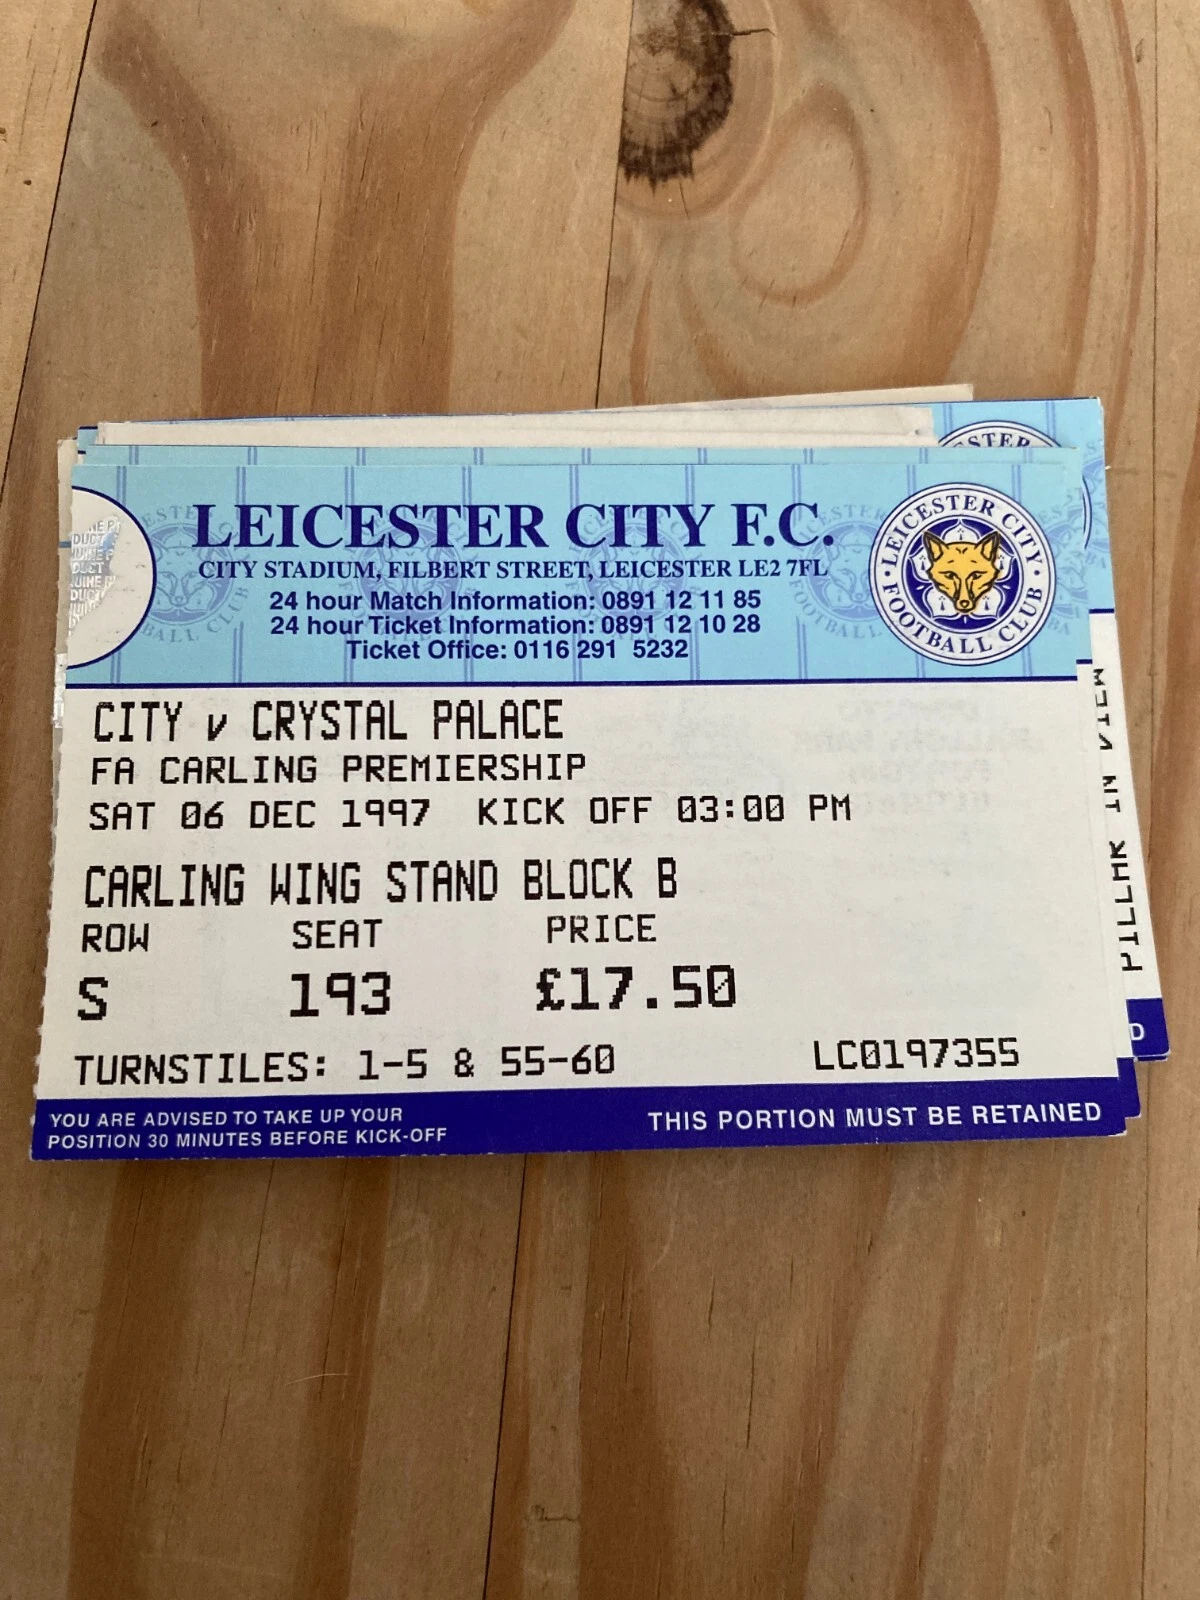 LEICESTER CITY F.C.
CITY STADIUM, FILBERT STREET, LEICESTER LE2 7FL
24 hour Match Information: 0891 12 11 85
24 hour Ticket Information: 0891 12 10 28
Ticket Office: 0116 291 5232
LEICESTER CITY
FOOTBALL CLUB
CITY v CRYSTAL PALACE
FA CARLING PREMIERSHIP
SAT 06 DEC 1997 KICK OFF 03:00 PM
CARLING WING STAND BLOCK B
ROW SEAT PRICE
S 193 £17.50
TURNSTILES: 1-5 & 55-60 LC0197355
YOU ARE ADVISED TO TAKE UP YOUR
POSITION 30 MINUTES BEFORE KICK-OFF
THIS PORTION MUST BE RETAINED
PILLAR IN VIEW